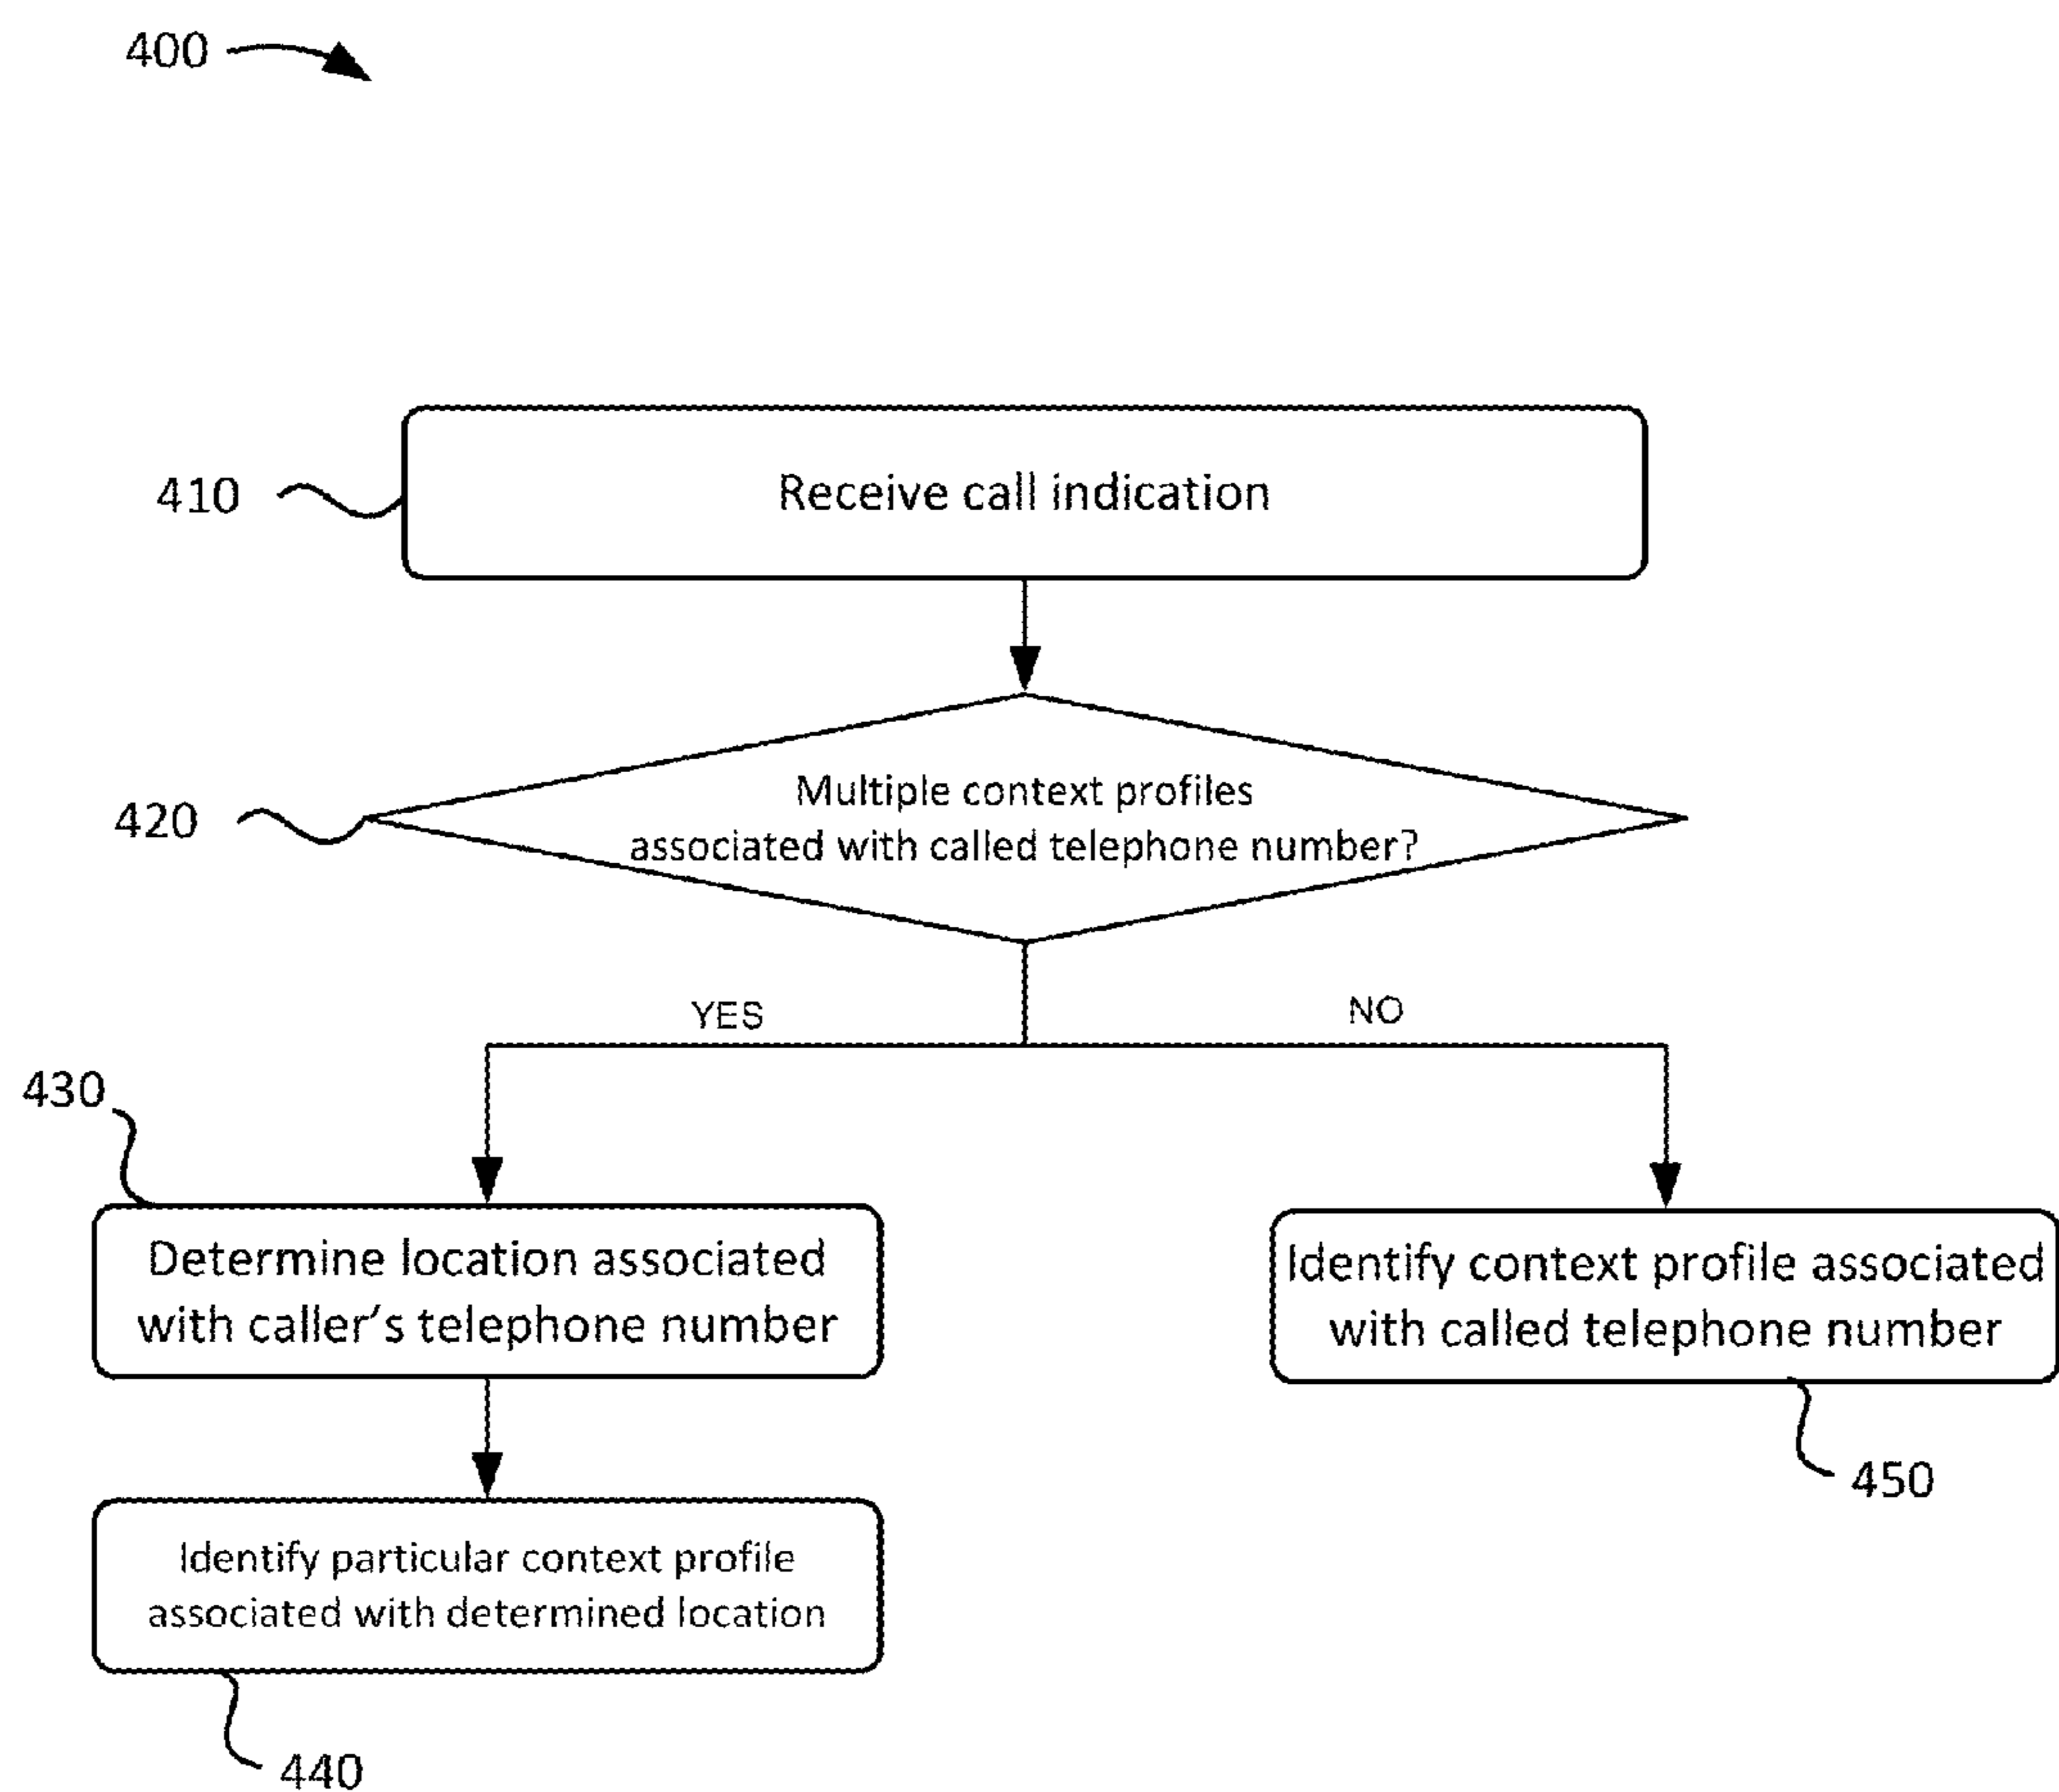 400
410
Receive call indication
420
Multiple context profiles
associated with called telephone number?
YES
NO
430
Determine location associated
with caller's telephone number
Identify context profile associated
with called telephone number
450
Identify particular context profile
associated with determined location
440